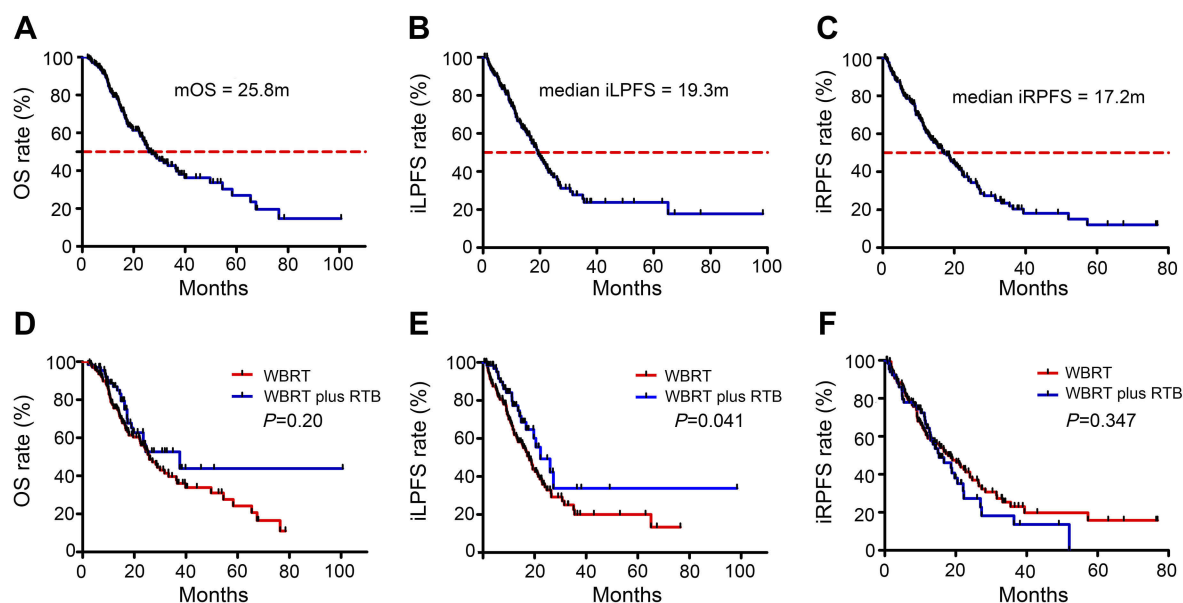 A
OS rate (%)
100
80
60
40
20
0
mOS = 25.8m
0 20 40 60 80 100
Months
B
iLPFS rate (%)
100
80
60
40
20
0
median iLPFS = 19.3m
0 20 40 60 80 100
Months
C
iRPFS rate (%)
100
80
60
40
20
0
median iRPFS = 17.2m
0 20 40 60 80
Months
D
OS rate (%)
100
80
60
40
20
0
WBRT
WBRT plus RTB
P=0.20
0 20 40 60 80 100
Months
E
iLPFS rate (%)
100
80
60
40
20
0
WBRT
WBRT plus RTB
P=0.041
0 20 40 60 80 100
Months
F
iRPFS rate (%)
100
80
60
40
20
0
WBRT
WBRT plus RTB
P=0.347
0 20 40 60 80
Months